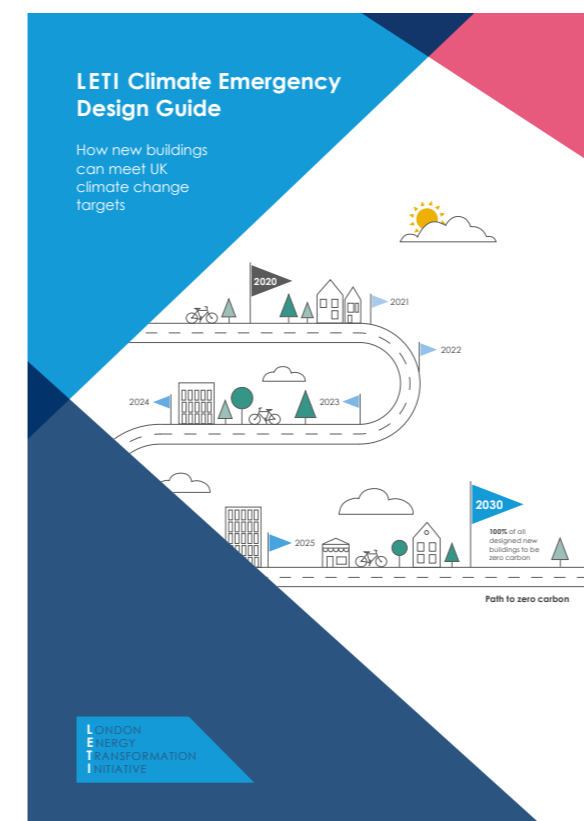 LETI Climate Emergency
Design Guide
How new buildings
can meet UK
climate change
targets
2020
2021
2022
2024
2023
2030
100% of all
designed new
buildings to be
zero carbon
2025
Path to zero carbon
LONDON
ENERGY
TRANSFORMATION
INITIATIVE